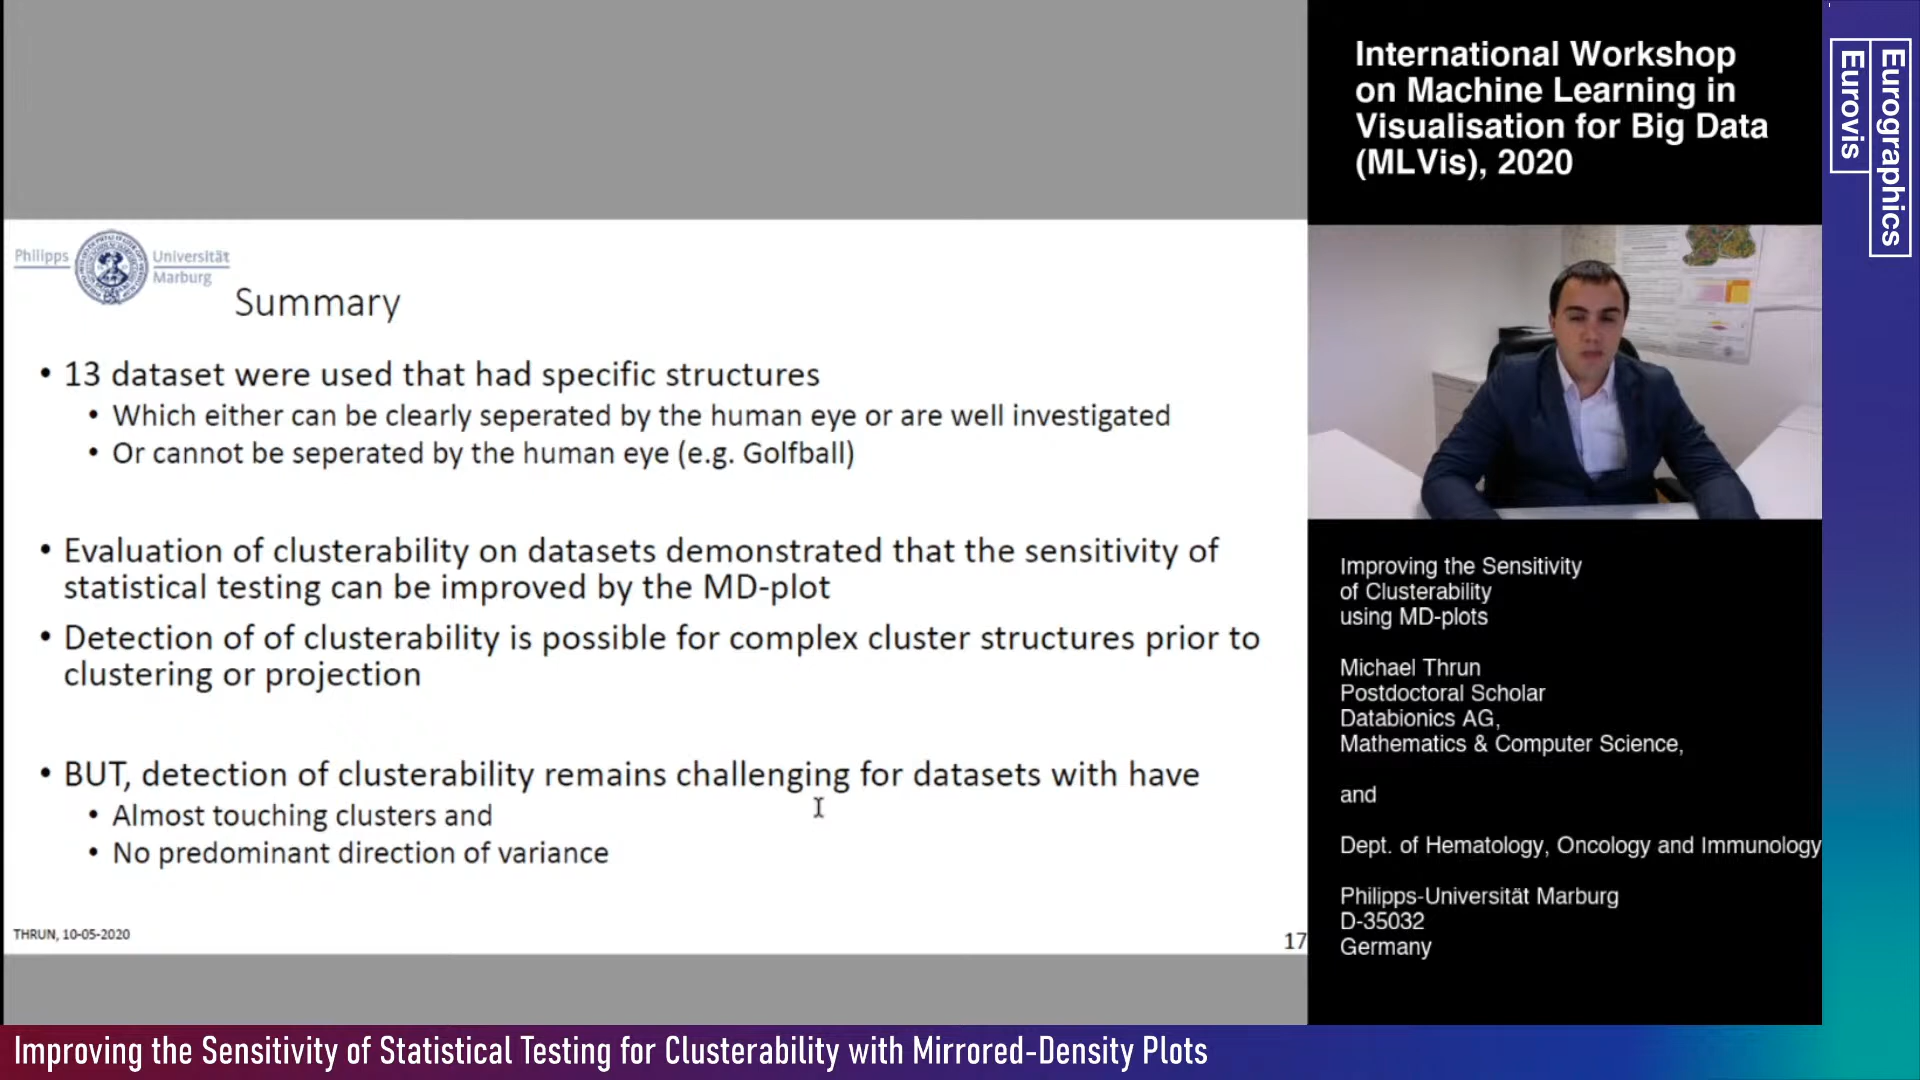 International Workshop
on Machine Learning in
Visualisation for Big Data
(MLVis), 2020
Eurographics
Eurovis
Philipps Universität
Marburg
Summary
• 13 dataset were used that had specific structures
• Which either can be clearly seperated by the human eye or are well investigated
• Or cannot be seperated by the human eye (e.g. Golfball)
• Evaluation of clusterability on datasets demonstrated that the sensitivity of
statistical testing can be improved by the MD-plot
• Detection of of clusterability is possible for complex cluster structures prior to
clustering or projection
• BUT, detection of clusterability remains challenging for datasets with have
• Almost touching clusters and
• No predominant direction of variance
THRUN, 10-05-2020
17
Improving the Sensitivity
of Clusterability
using MD-plots
Michael Thrun
Postdoctoral Scholar
Databionics AG,
Mathematics & Computer Science,
and
Dept. of Hematology, Oncology and Immunology
Philipps-Universität Marburg
D-35032
Germany
Improving the Sensitivity of Statistical Testing for Clusterability with Mirrored-Density Plots